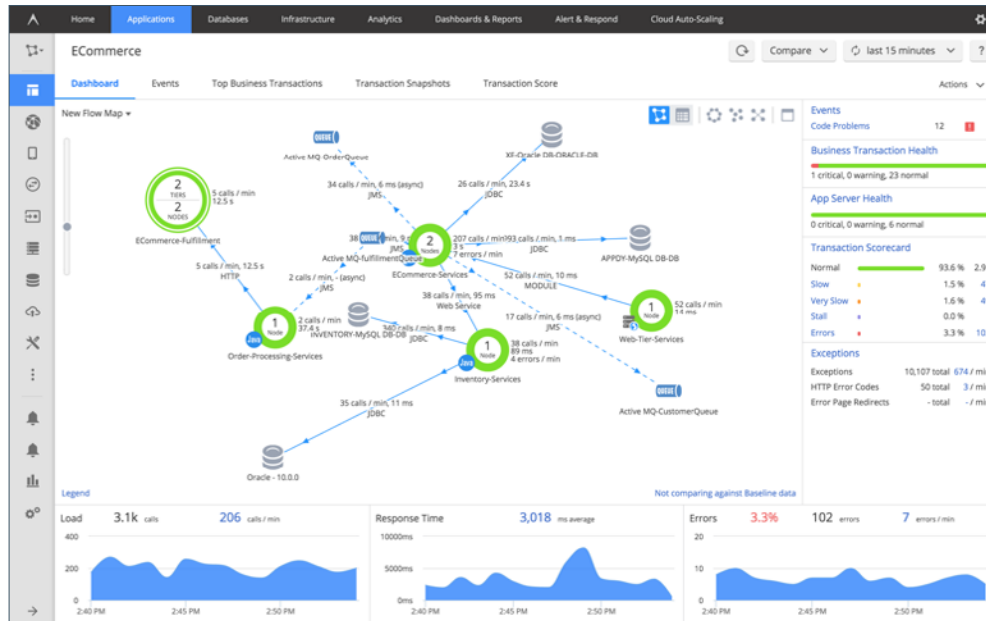 Home Applications Databases Infrastructure Analytics Dashboards & Reports Alert & Respond Cloud Auto-Scaling
ECommerce
Compare last 15 minutes ?
Dashboard Events Top Business Transactions Transaction Snapshots Transaction Score
Actions
New Flow Map
QUEUE
Active MQ-OrderQueue
XE-Oracle DB-ORACLE-DB
34 calls / min, 6 ms (async)
JMS
26 calls / min, 23.4 s
JDBC
2
TIERS
2
NODES
5 calls / min
12.5 s
ECommerce-Fulfillment
QUEUE
JMS
Active MQ-fulfillmentQueue
2
Nodes
207 calls
3 s
7 errors / min
ECommerce-Services
JDBC
APPDY-MySQL DB-DB
5 calls / min, 12.5 s
HTTP
2 calls / min, - (async)
JMS
52 calls / min, 10 ms
MODULE
38 calls / min, 95 ms
Web Service
17 calls / min, 6 ms (async)
JMS
1
Node
2 calls / min
37.4 s
Java
Order-Processing-Services
INVENTORY-MySQL DB-DB
JDBC
1
Node
38 calls / min
89 ms
4 errors / min
Java
Inventory-Services
1
Node
52 calls / min
14 ms
Web-Tier-Services
35 calls / min, 11 ms
JDBC
QUEUE
Active MQ-CustomerQueue
Oracle - 10.0.0
Legend
Not comparing against Baseline data
Events
Code Problems 12
Business Transaction Health
1 critical, 0 warning, 23 normal
App Server Health
0 critical, 0 warning, 6 normal
Transaction Scorecard
Normal 93.6 %
Slow 1.5 %
Very Slow 1.6 %
Stall 0.0 %
Errors 3.3 %
Exceptions
Exceptions 10,107 total 674 / min
HTTP Error Codes 50 total 3 / min
Error Page Redirects - total - / min
Load 3.1k calls 206 calls / min
400
200
0
2:40 PM 2:45 PM 2:50 PM
Response Time 3,018 ms average
10000ms
5000ms
0ms
2:40 PM 2:45 PM 2:50 PM
Errors 3.3% 102 errors 7 errors / min
20
10
0
2:40 PM 2:45 PM 2:50 PM